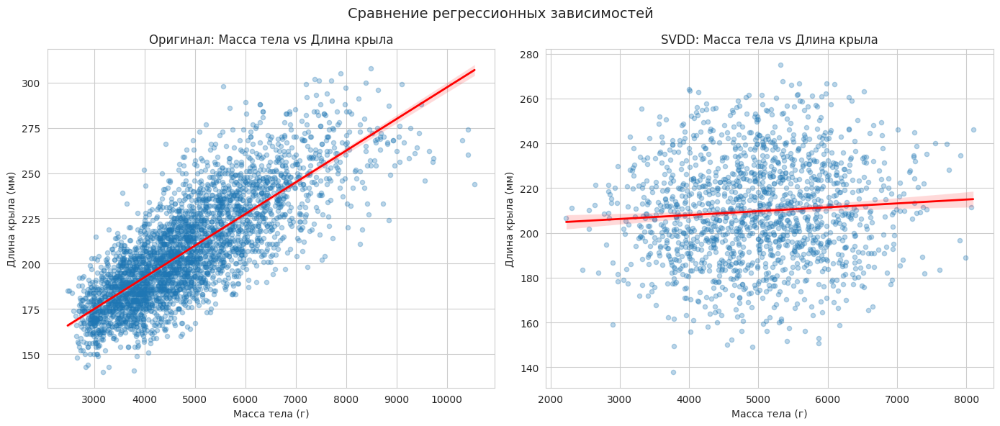 Сравнение регрессионных зависимостей
Оригинал: Масса тела vs Длина крыла
300
275
250
225
200
175
150
Длина крыла (мм)
3000 4000 5000 6000 7000 8000 9000 10000
Масса тела (г)
SVDD: Масса тела vs Длина крыла
280
260
240
220
200
180
160
140
Длина крыла (мм)
2000 3000 4000 5000 6000 7000 8000
Масса тела (г)